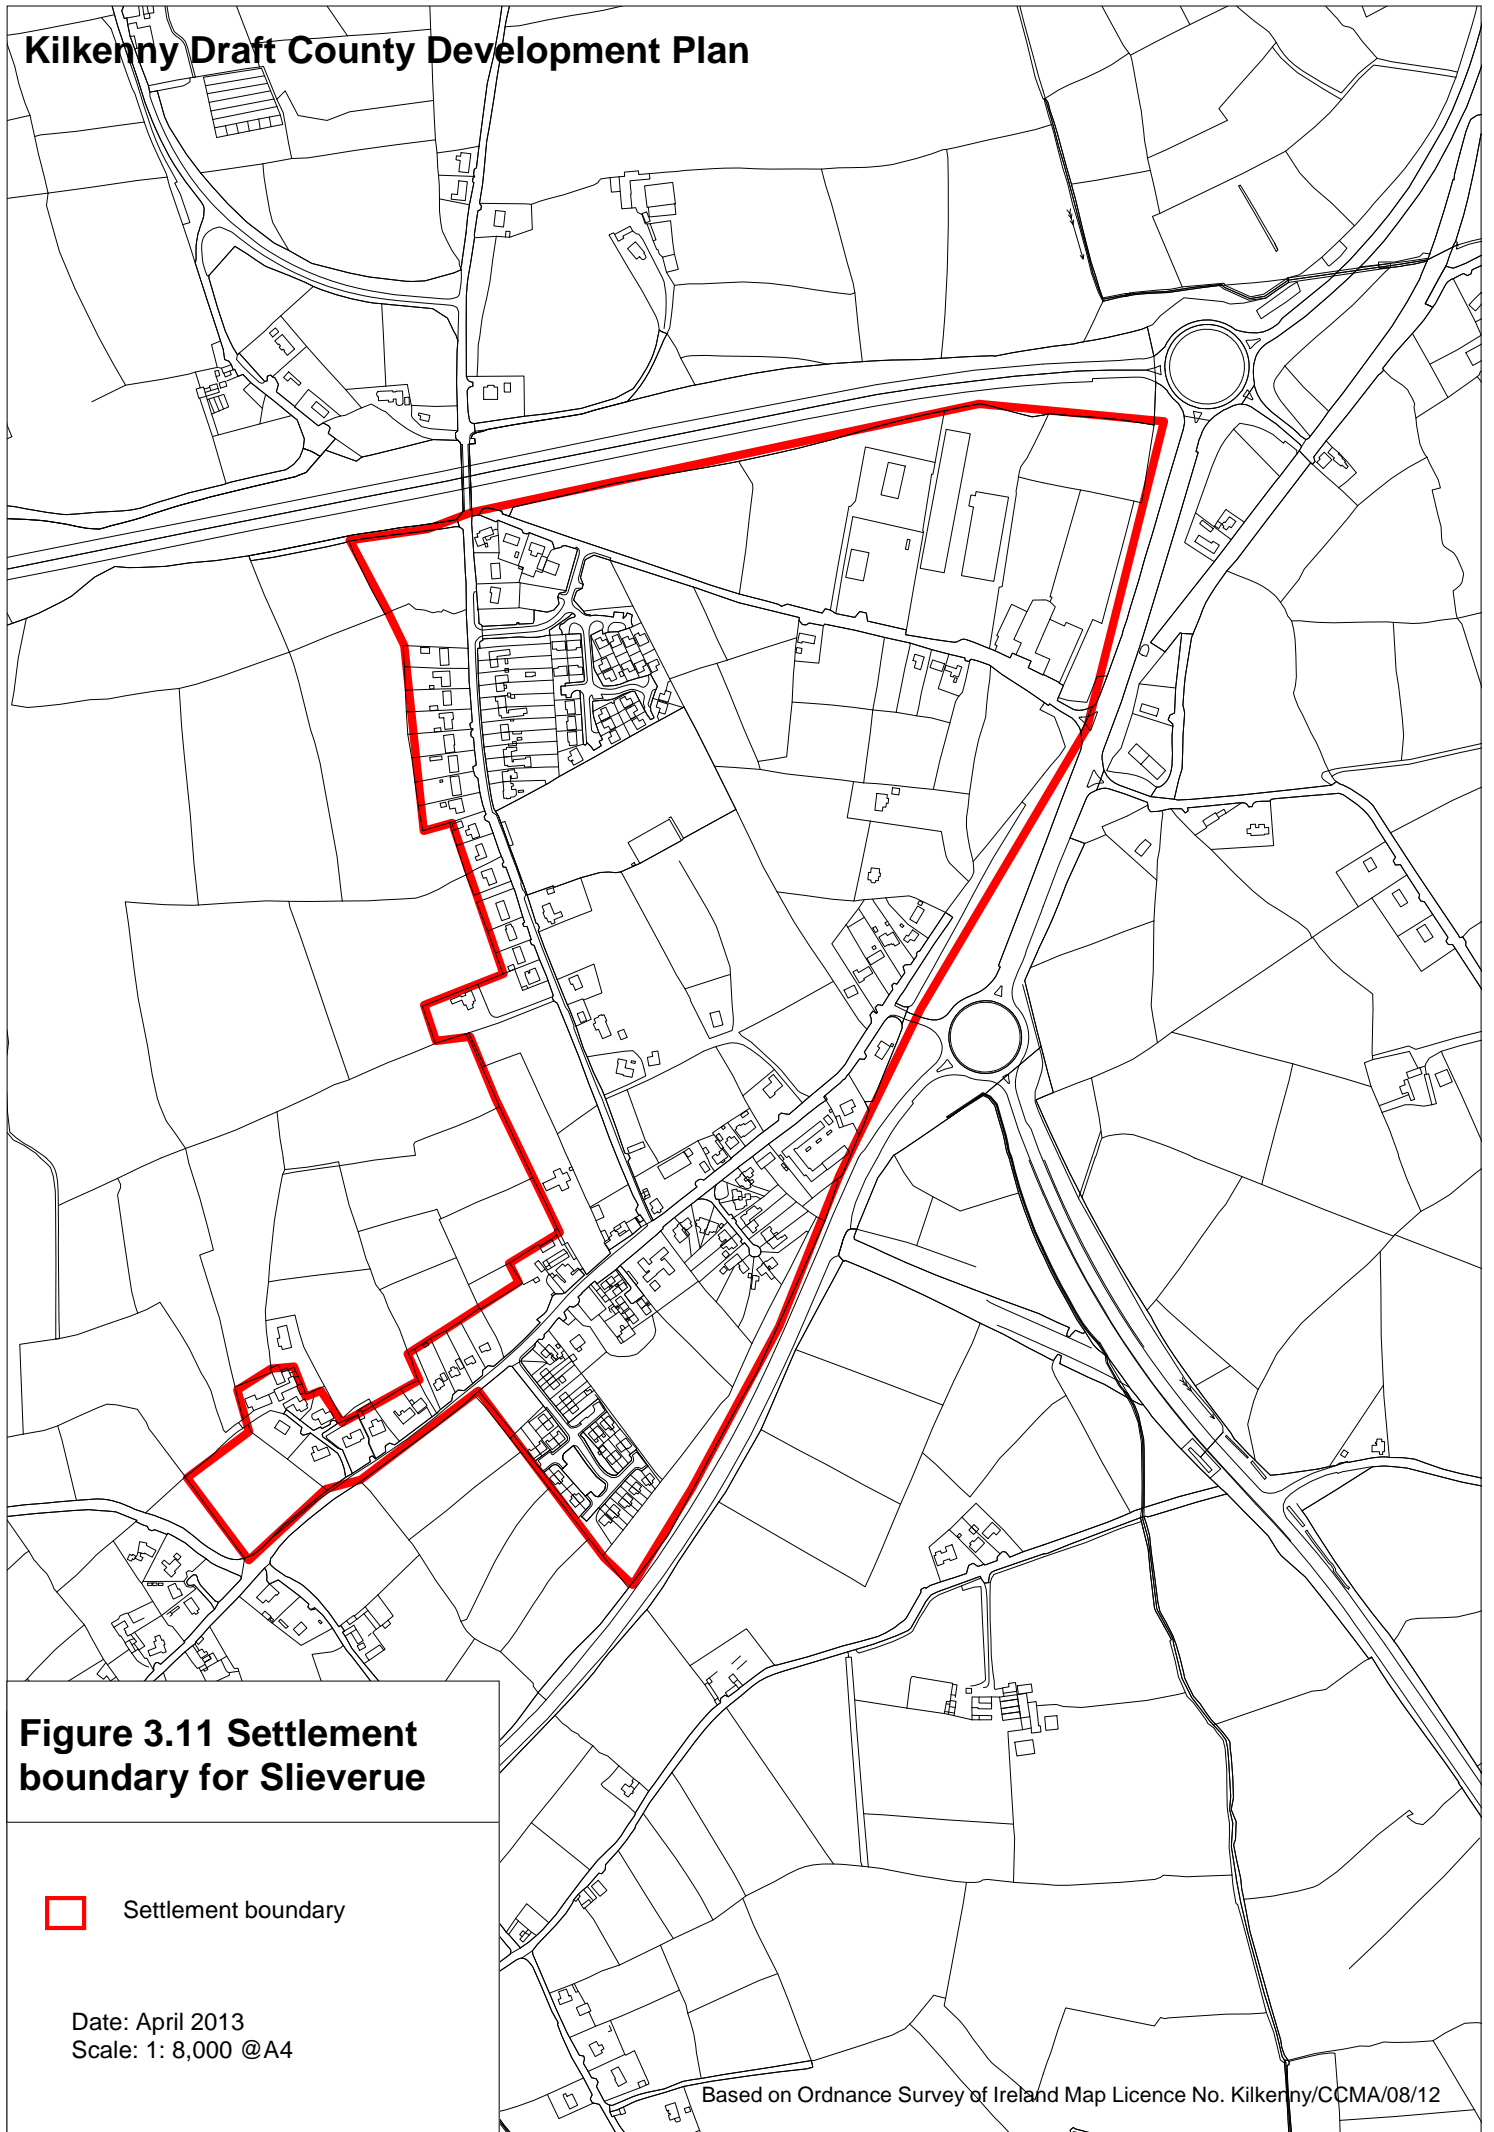 Kilkenny Draft County Development Plan
Figure 3.11 Settlement
boundary for Slieverue
Settlement boundary
Date: April 2013
Scale: 1: 8,000 @A4
Based on Ordnance Survey of Ireland Map Licence No. Kilkenny/CCMA/08/12